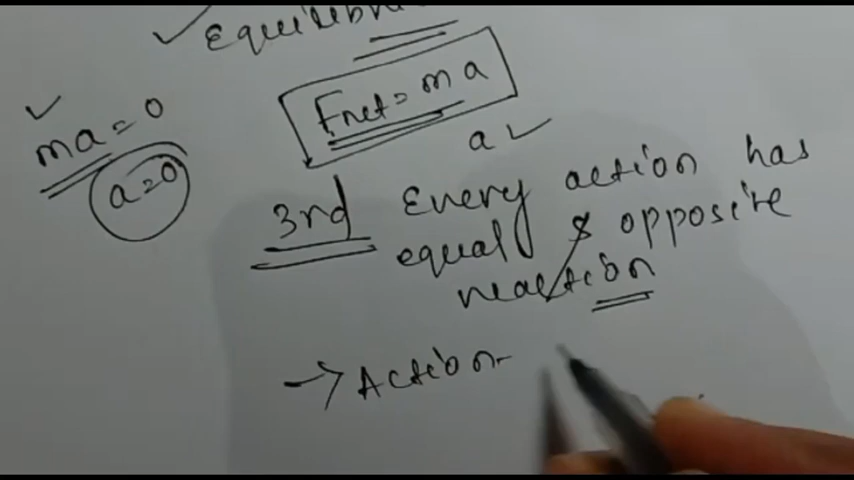 ✓ Equilibri
Fnet = ma
ma = 0
a ✓
a=0
3rd Every action has
equal & opposite
reaction
→ Action-